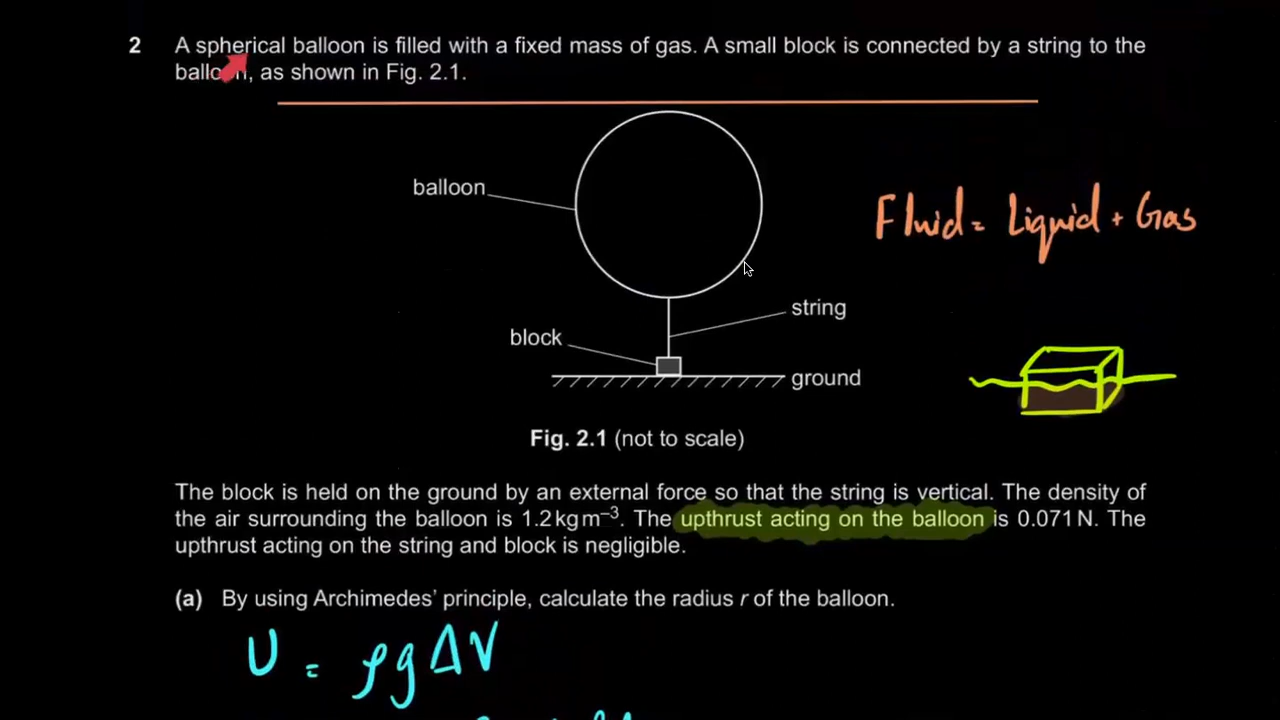 2 A spherical balloon is filled with a fixed mass of gas. A small block is connected by a string to the
balloon, as shown in Fig. 2.1.
balloon
Fluid = Liquid + Gas
string
block
ground
Fig. 2.1 (not to scale)
The block is held on the ground by an external force so that the string is vertical. The density of
the air surrounding the balloon is 1.2 kg m⁻³. The upthrust acting on the balloon is 0.071 N. The
upthrust acting on the string and block is negligible.
(a) By using Archimedes' principle, calculate the radius r of the balloon.
U = ρgΔV